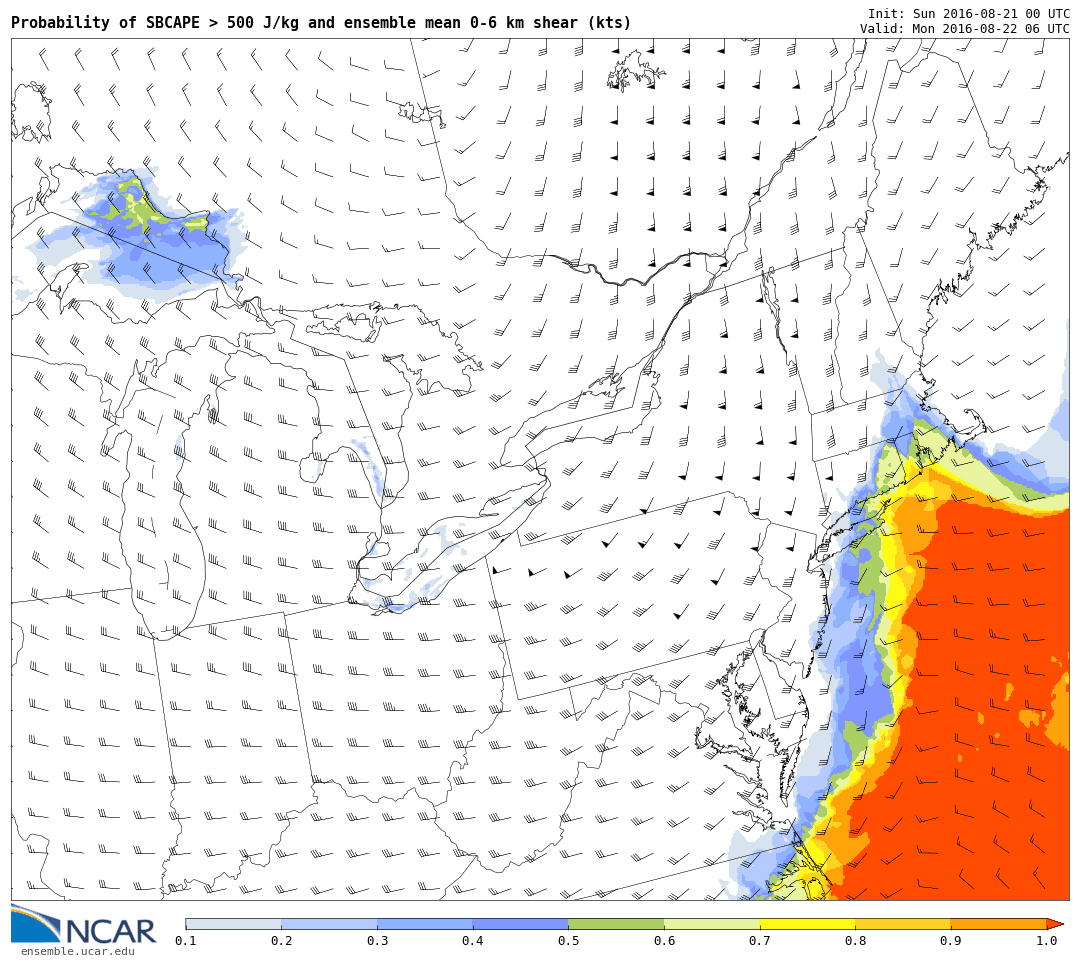 Probability of SBCAPE > 500 J/kg and ensemble mean 0-6 km shear (kts)
Init: Sun 2016-08-21 00 UTC
Valid: Mon 2016-08-22 06 UTC
NCAR
ensemble.ucar.edu
0.1 0.2 0.3 0.4 0.5 0.6 0.7 0.8 0.9 1.0